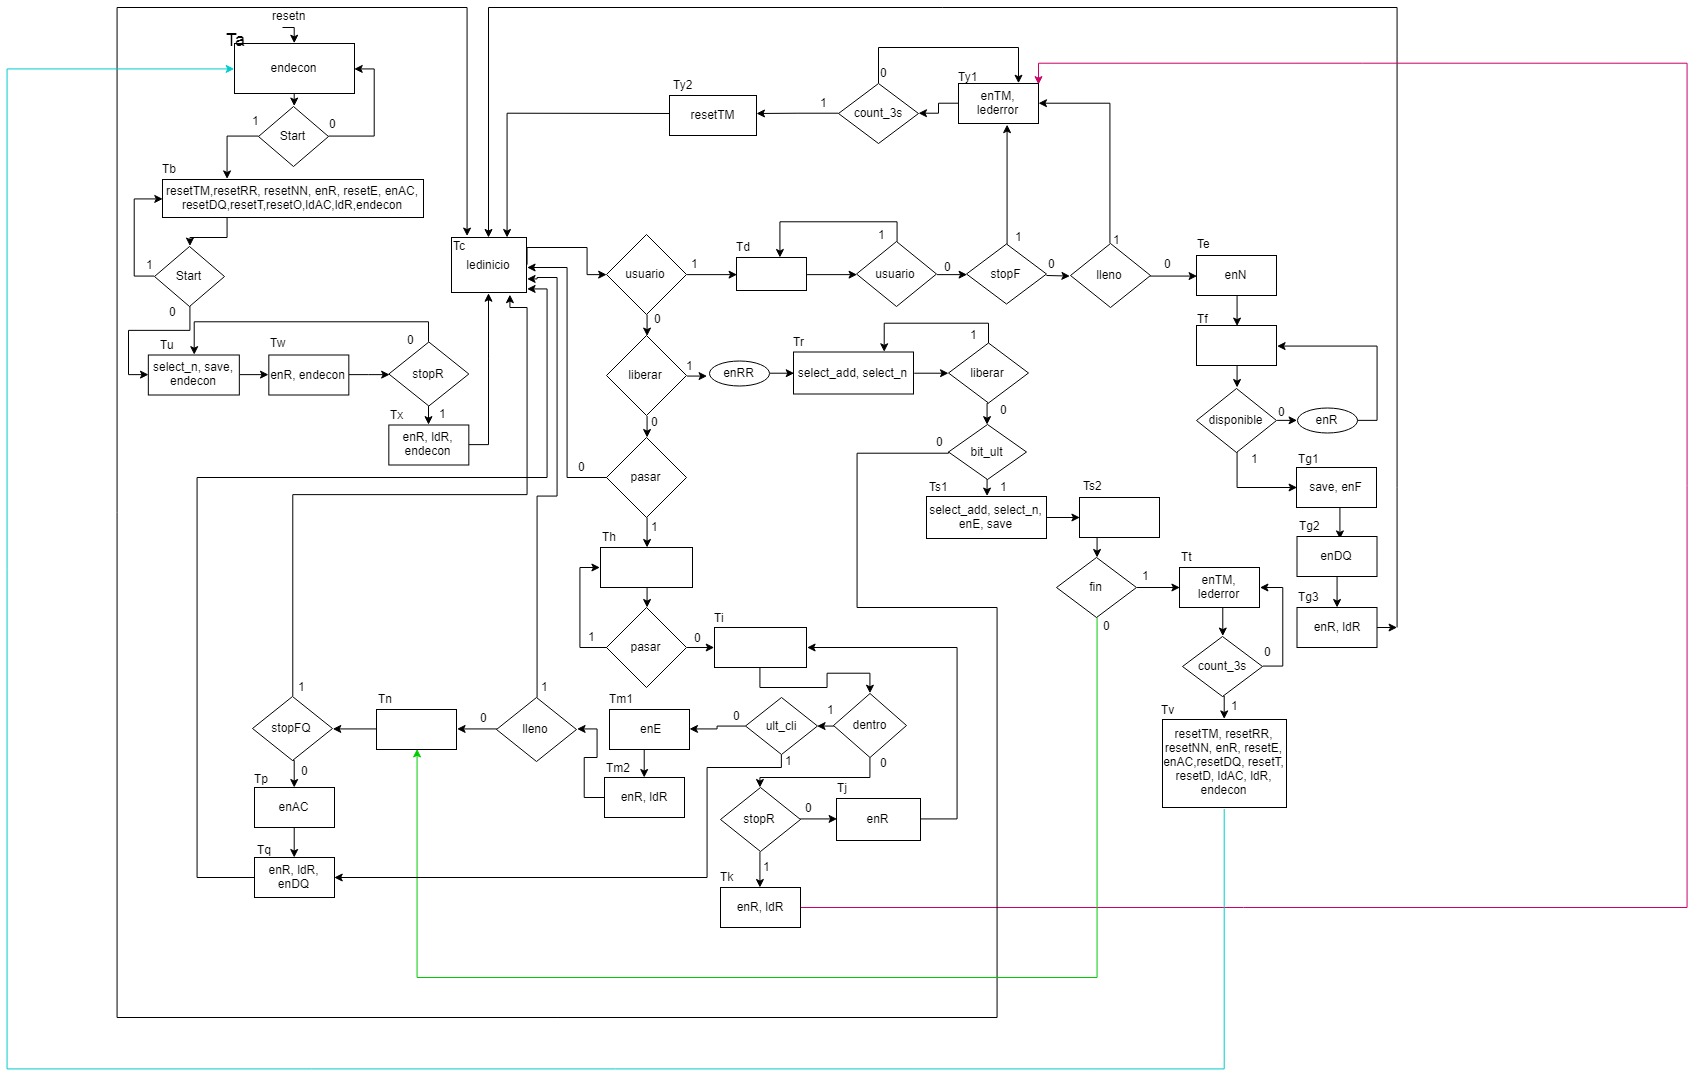 resetn
Ta
endecon
Start
1
0
Tb
resetTM,resetRR, resetNN, enR, resetE, enAC,
resetDQ,resetT,resetO,ldAC,ldR,endecon
Start
1
0
Tu
select_n, save,
endecon
Tw
enR, endecon
stopR
0
1
Tx
enR, ldR,
endecon
Tc
ledinicio
Ty2
resetTM
1
count_3s
0
Ty1
enTM,
lederror
usuario
1
0
Td
usuario
1
0
stopF
1
0
lleno
1
0
Te
enN
Tf
disponible
0
enR
1
Tg1
save, enF
Tg2
enDQ
Tg3
enR, ldR
liberar
1
0
enRR
Tr
select_add, select_n
liberar
1
0
bit_ult
0
1
Ts1
select_add, select_n,
enE, save
Ts2
fin
1
0
Tt
enTM,
lederror
count_3s
0
1
Tv
resetTM, resetRR,
resetNN, enR, resetE,
enAC,resetDQ, resetT,
resetD, ldAC, ldR,
endecon
pasar
0
1
Th
pasar
1
0
Ti
dentro
1
0
ult_cli
0
1
Tm1
enE
Tm2
enR, ldR
lleno
1
0
Tn
stopFQ
1
0
Tp
enAC
Tq
enR, ldR,
enDQ
stopR
0
1
Tj
enR
Tk
enR, ldR